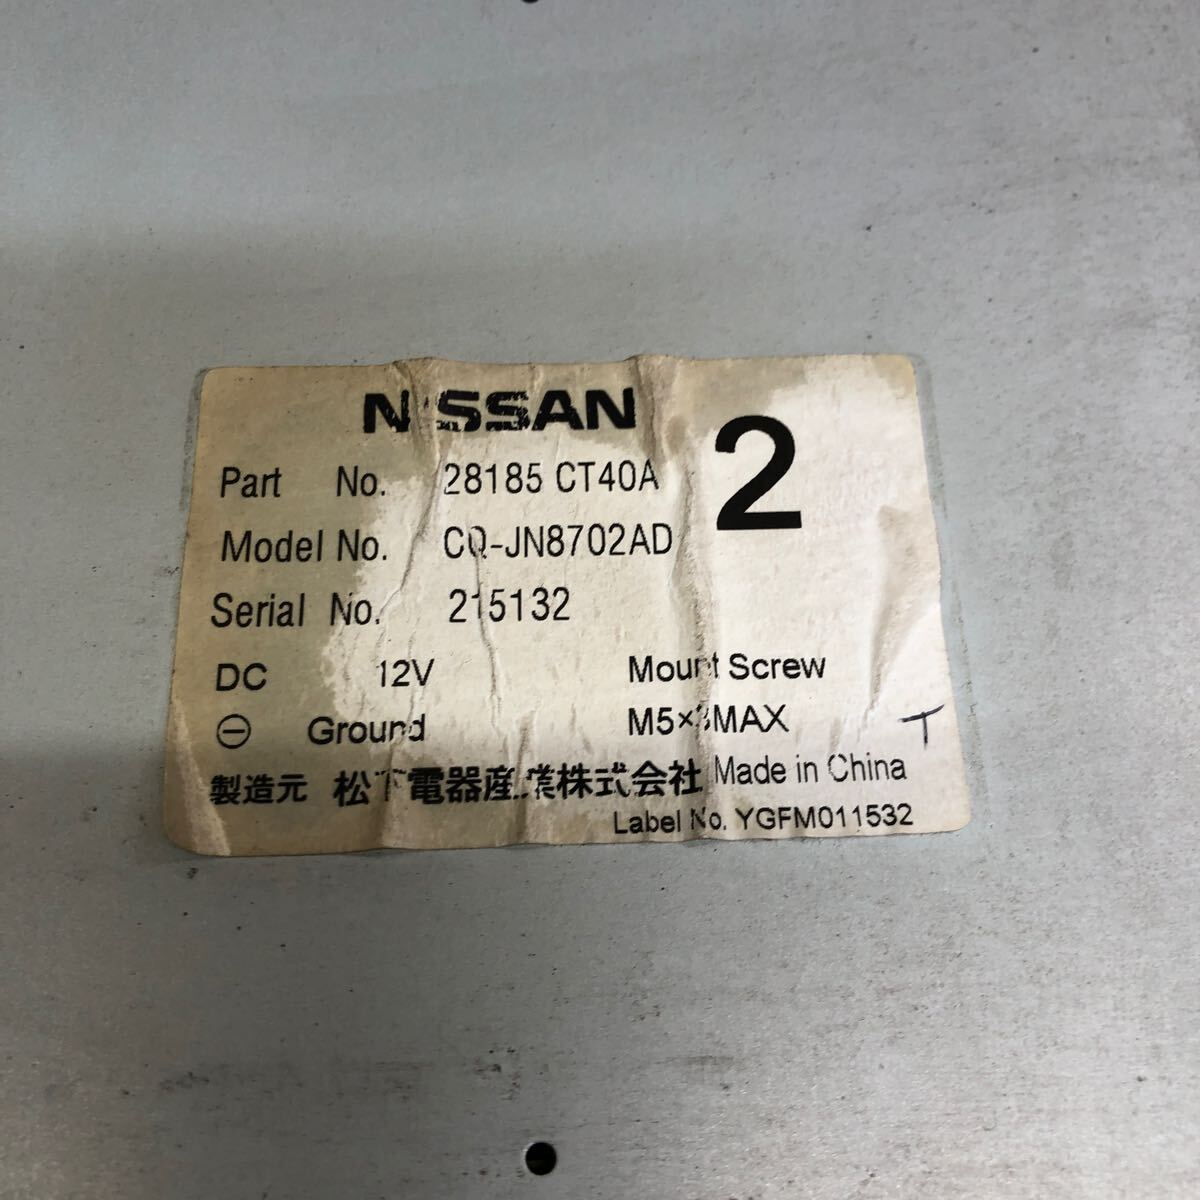 NISSAN
2
Part No. 28185 CT40A
Model No. CQ-JN8702AD
Serial No. 215132
DC 12V Mount Screw
⊖ Ground M5×8MAX
製造元 松下電器産業株式会社 Made in China
Label No. YGFM011532
T